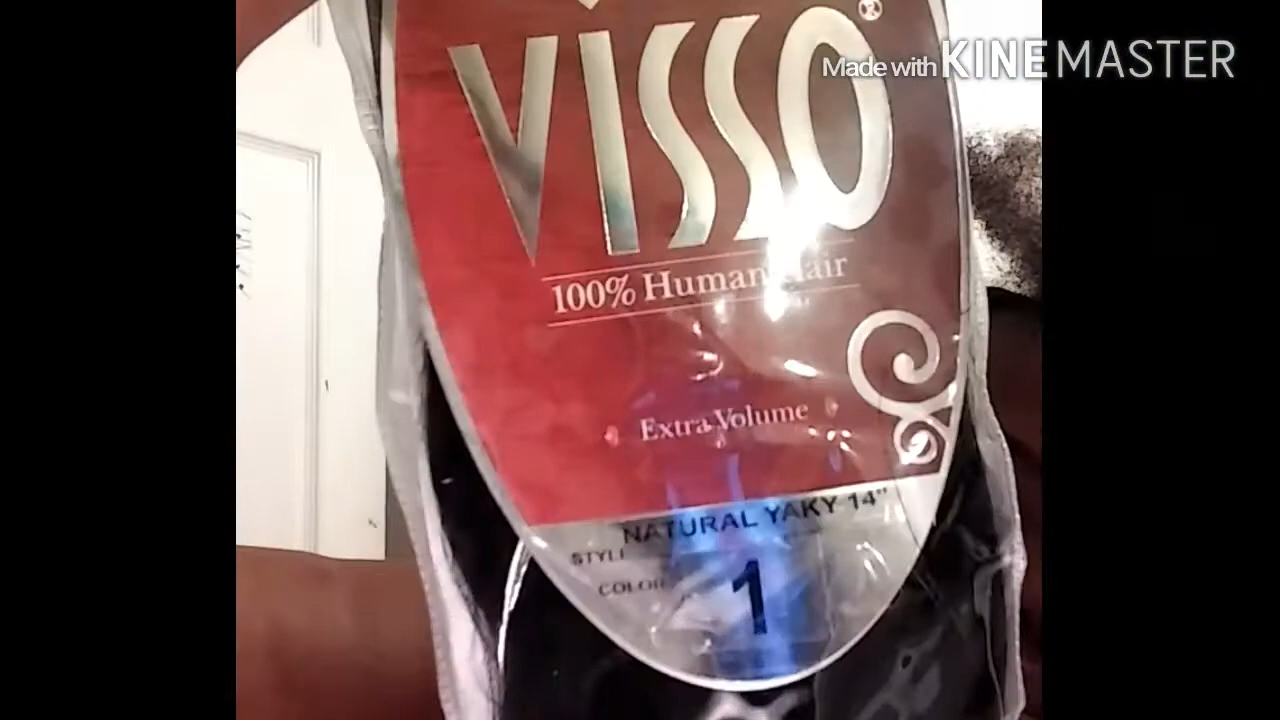 VISSO®
Made with KINEMASTER
100% Human Hair
Extra Volume
NATURAL YAKY 14"
STYLE
COLOR
1